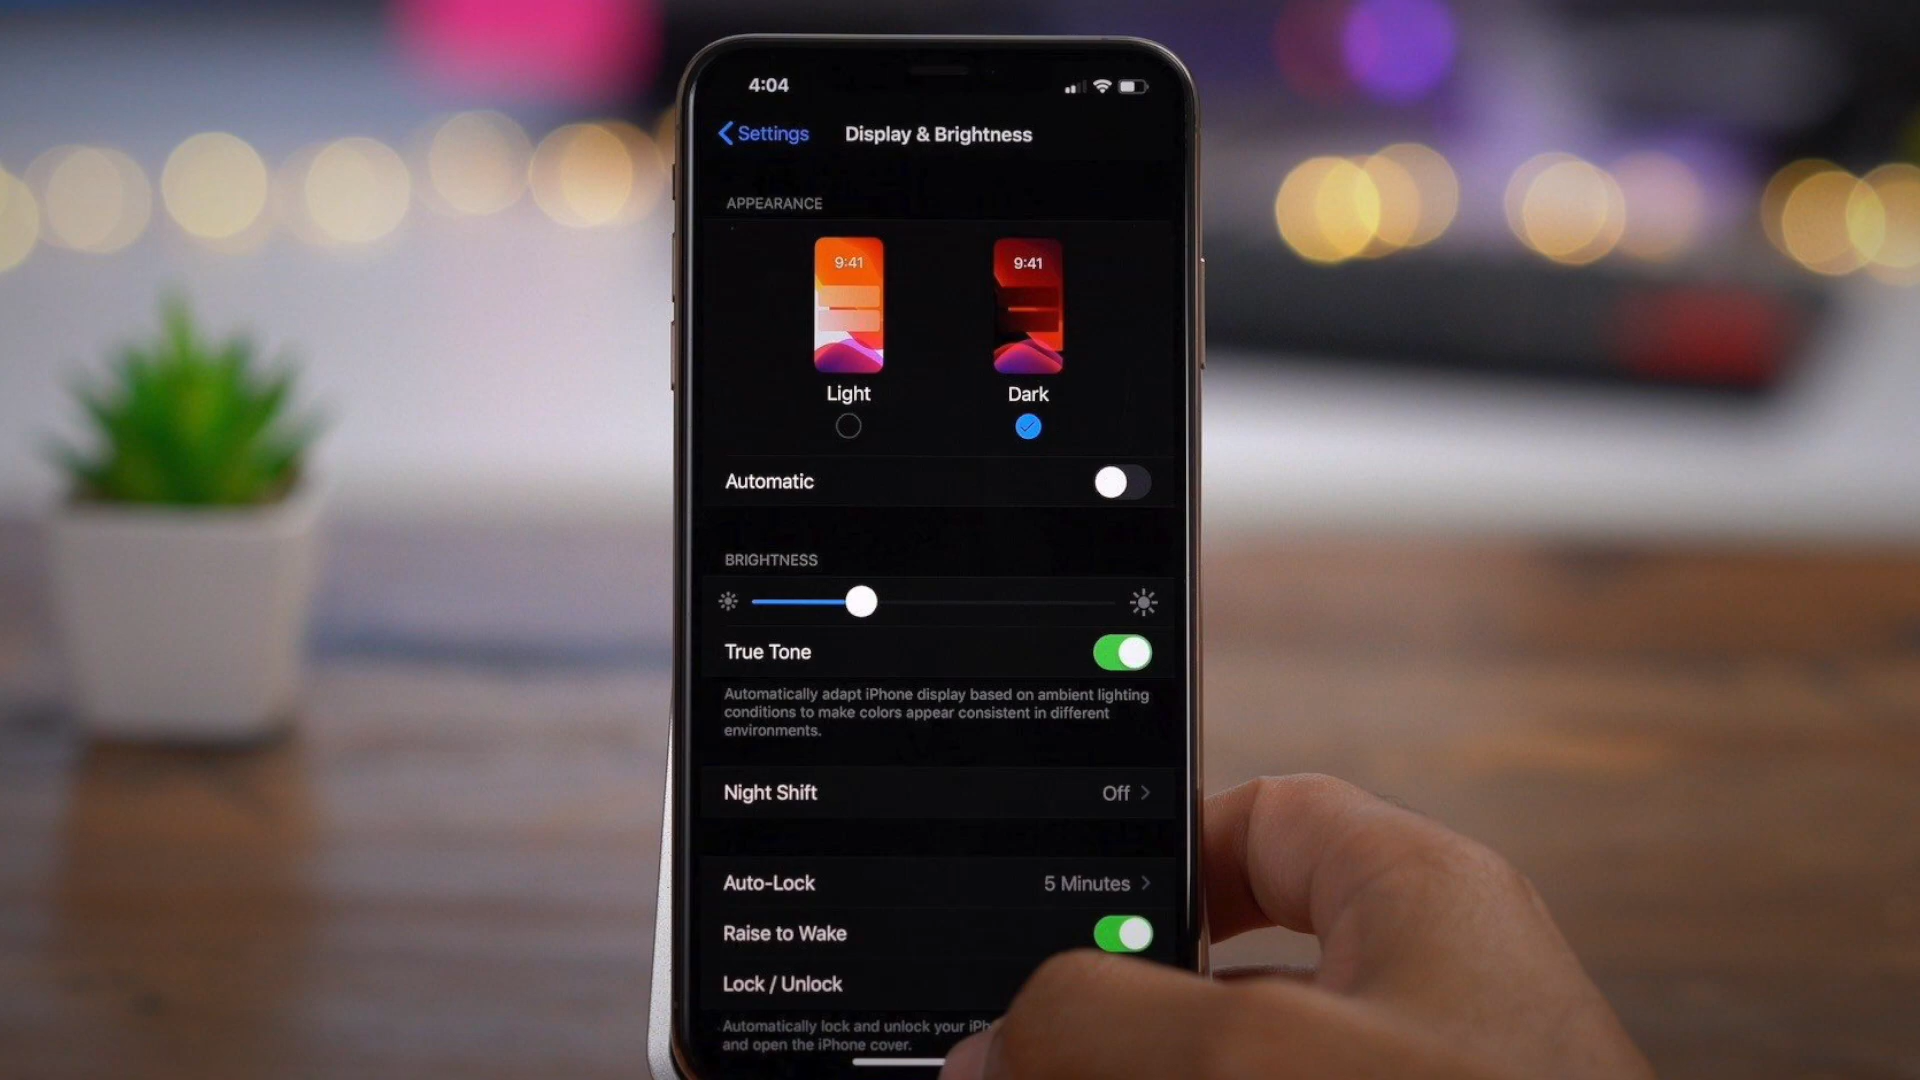 4:04
Settings
Display & Brightness
APPEARANCE
9:41
9:41
Light
Dark
Automatic
BRIGHTNESS
True Tone
Automatically adapt iPhone display based on ambient lighting
conditions to make colors appear consistent in different
environments.
Night Shift
Off
Auto-Lock
5 Minutes
Raise to Wake
Lock / Unlock
Automatically lock and unlock your
and open the iPhone cover.